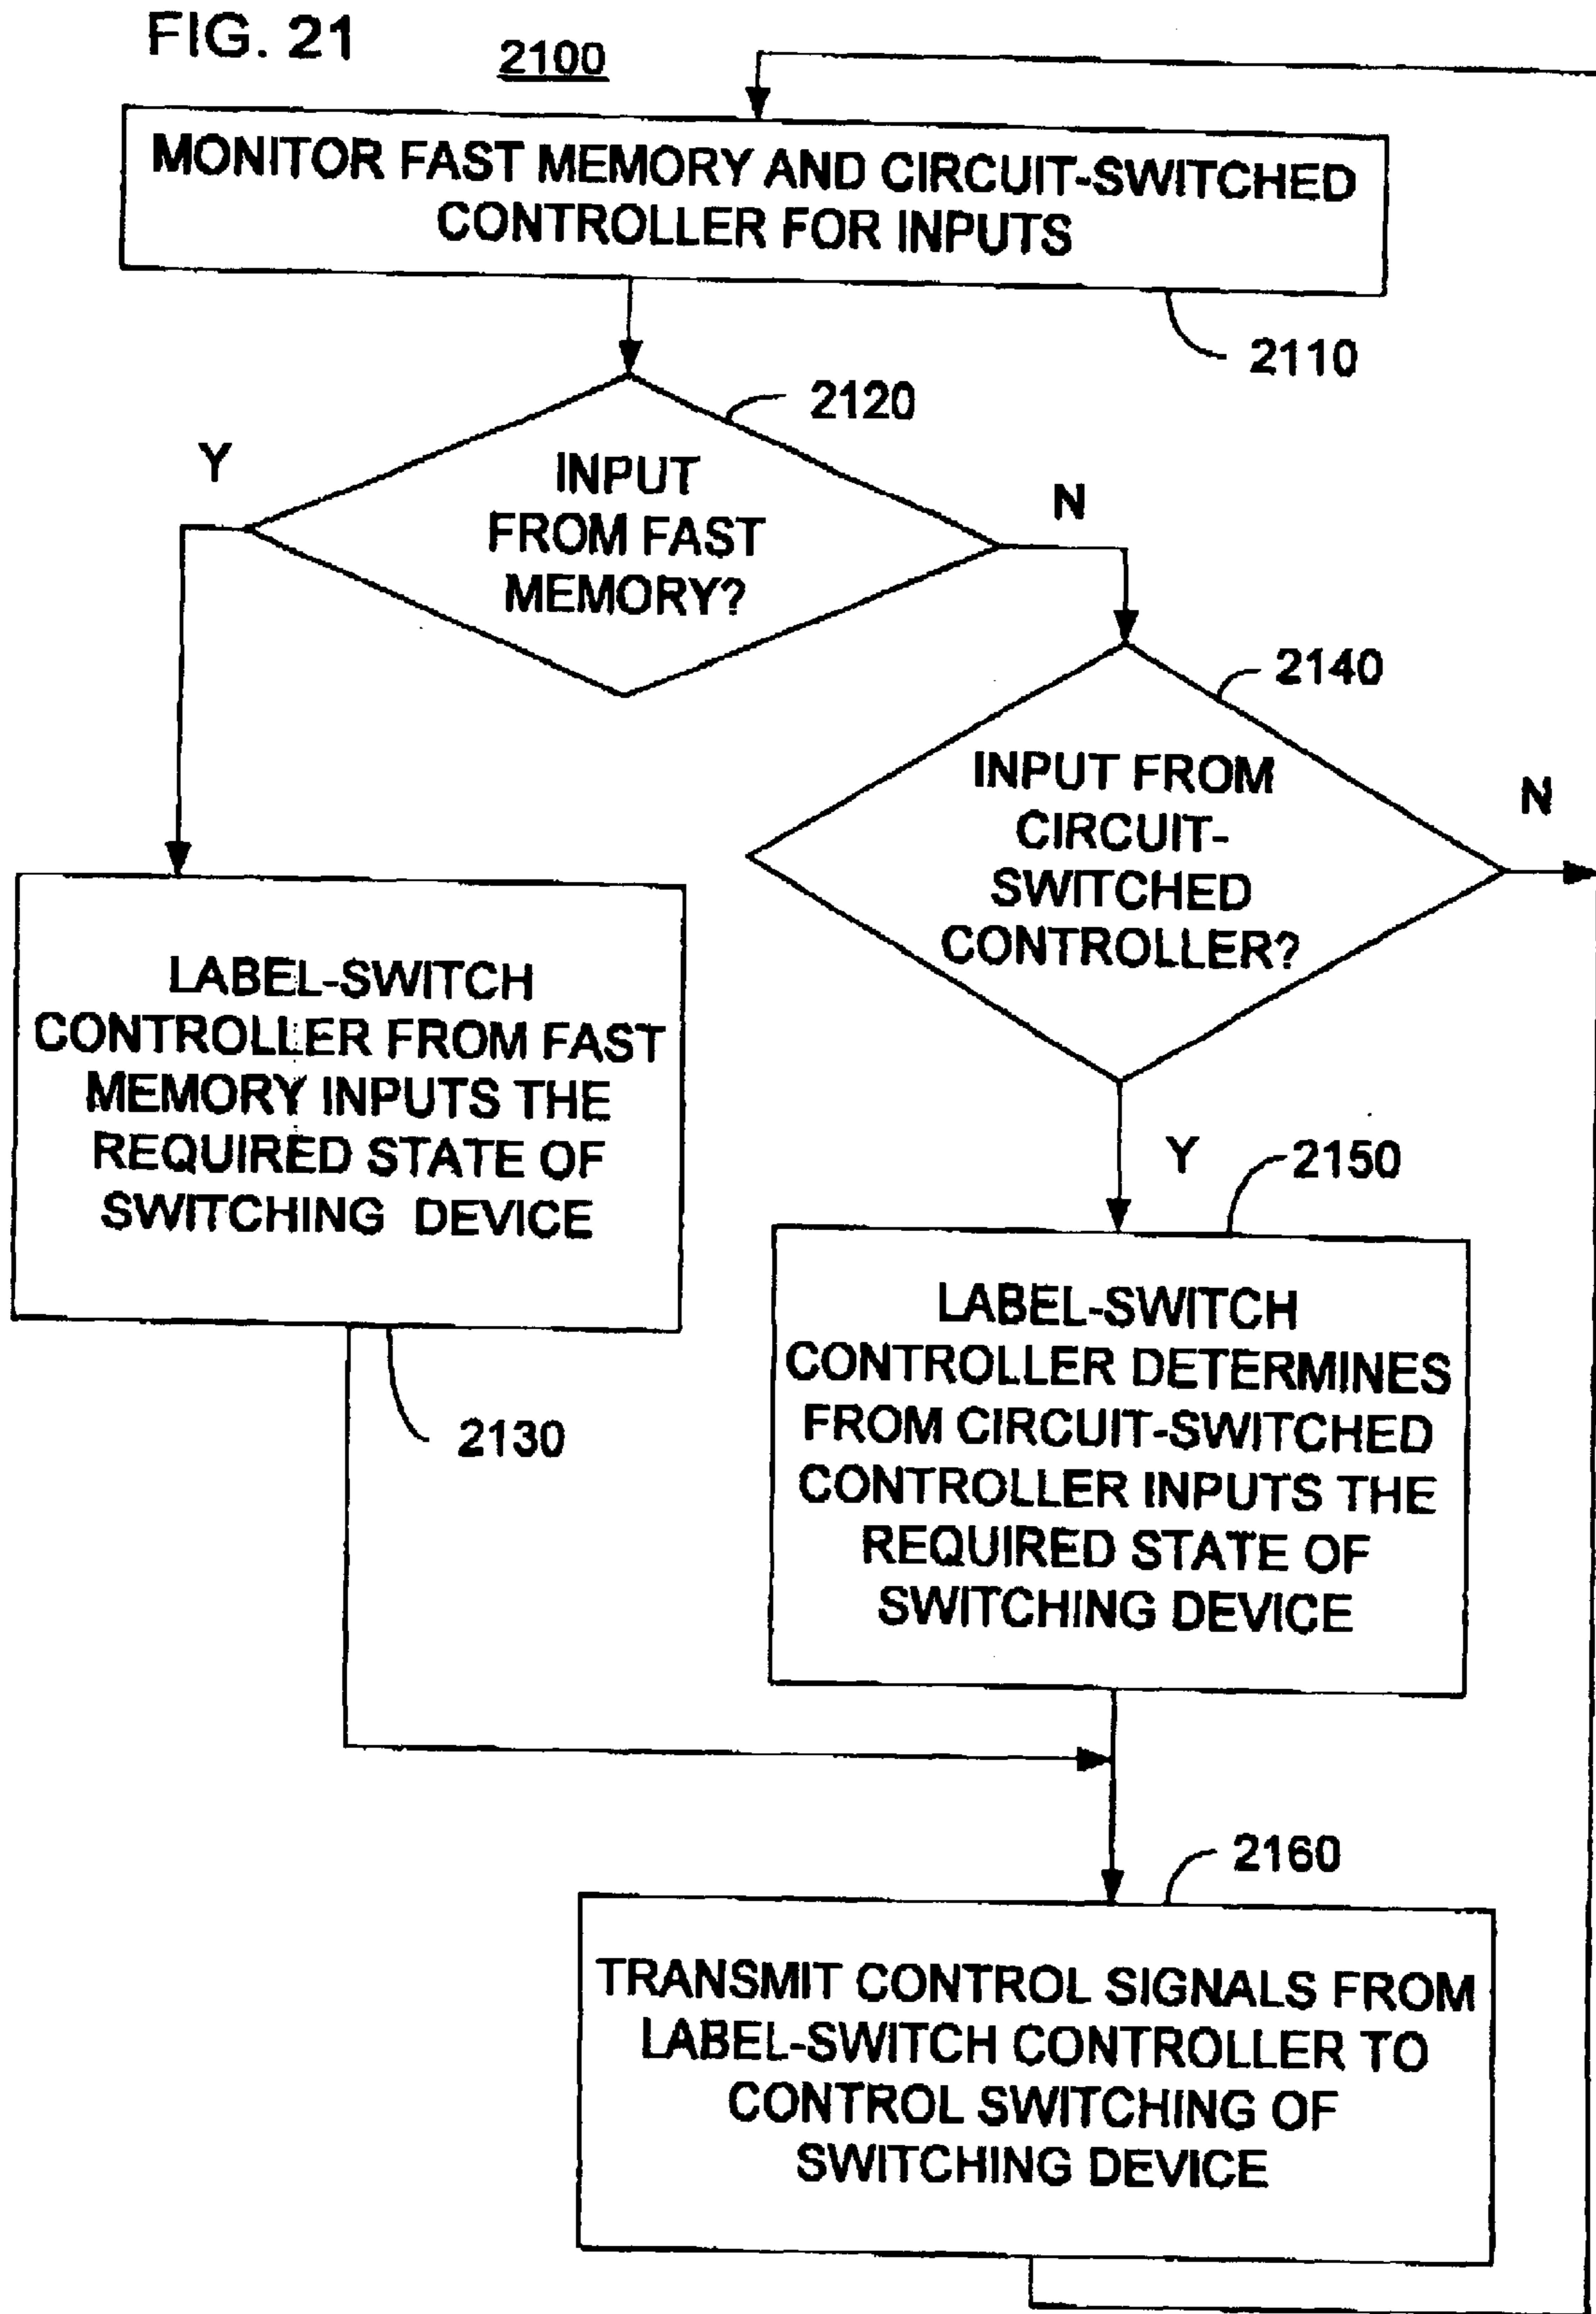 FIG. 21
2100
MONITOR FAST MEMORY AND CIRCUIT-SWITCHED
CONTROLLER FOR INPUTS
2110
2120
Y
INPUT
FROM FAST
MEMORY?
N
2140
INPUT FROM
CIRCUIT-
SWITCHED
CONTROLLER?
N
LABEL-SWITCH
CONTROLLER FROM FAST
MEMORY INPUTS THE
REQUIRED STATE OF
SWITCHING DEVICE
2130
Y
2150
LABEL-SWITCH
CONTROLLER DETERMINES
FROM CIRCUIT-SWITCHED
CONTROLLER INPUTS THE
REQUIRED STATE OF
SWITCHING DEVICE
2160
TRANSMIT CONTROL SIGNALS FROM
LABEL-SWITCH CONTROLLER TO
CONTROL SWITCHING OF
SWITCHING DEVICE